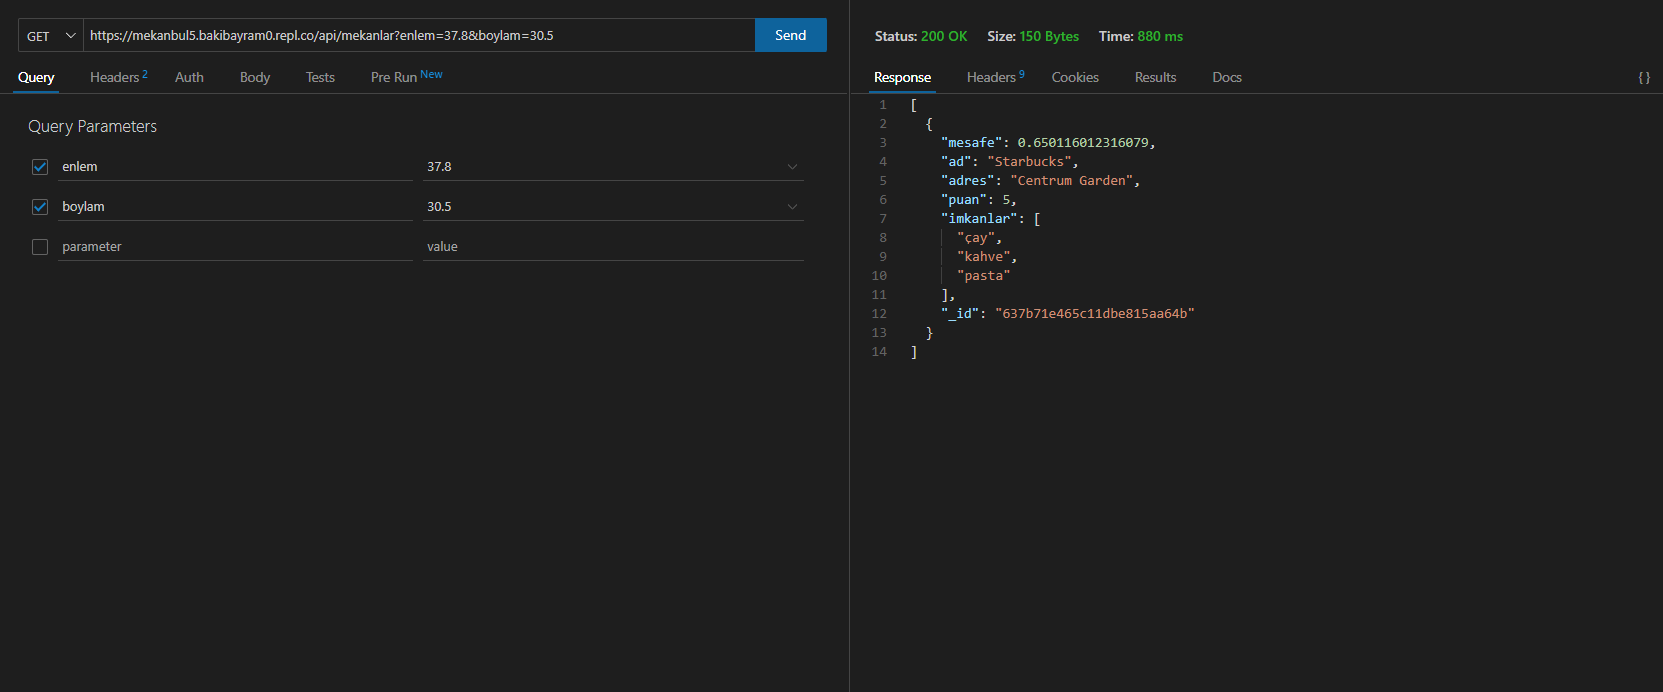 GET https://mekanbul5.bakibayram0.repl.co/api/mekanlar?enlem=37.8&boylam=30.5 Send
Query Headers 2 Auth Body Tests Pre Run New
Query Parameters
enlem 37.8
boylam 30.5
parameter value
Status: 200 OK Size: 150 Bytes Time: 880 ms
Response Headers 9 Cookies Results Docs { }
1 [
2 {
3 "mesafe": 0.650116012316079,
4 "ad": "Starbucks",
5 "adres": "Centrum Garden",
6 "puan": 5,
7 "imkanlar": [
8 "çay",
9 "kahve",
10 "pasta"
11 ],
12 "_id": "637b71e465c11dbe815aa64b"
13 }
14 ]